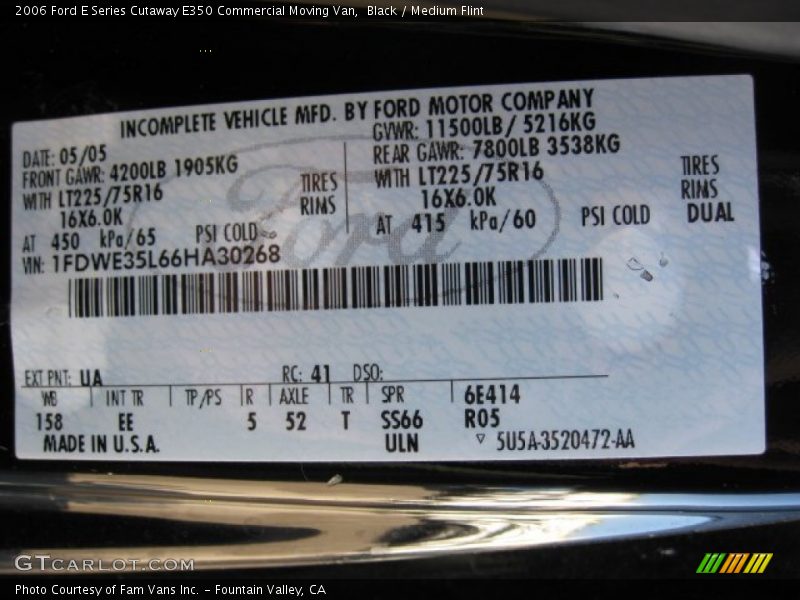 2006 Ford E Series Cutaway E350 Commercial Moving Van,  Black / Medium Flint
INCOMPLETE VEHICLE MFD. BY FORD MOTOR COMPANY
DATE: 05/05
GVWR: 11500LB/ 5216KG
FRONT GAWR: 4200LB 1905KG
REAR GAWR: 7800LB 3538KG
WITH LT225/75R16 TIRES
WITH LT225/75R16 TIRES
16X6.0K RINS
16X6.0K RINS
AT 450 kPa/65 PSI COLD
AT 415 kPa/60 PSI COLD DUAL
Ford
VIN: 1FDWE35L66HA30268
EXT PNT: UA RC: 41 DSO:
WB INT TR TP/PS R AXLE TR SPR 6E414
158 EE 5 52 T SS66 R05
MADE IN U.S.A. ULN 5U5A-3520472-AA
GTCARLOT.COM
Photo Courtesy of Fam Vans Inc. – Fountain Valley, CA